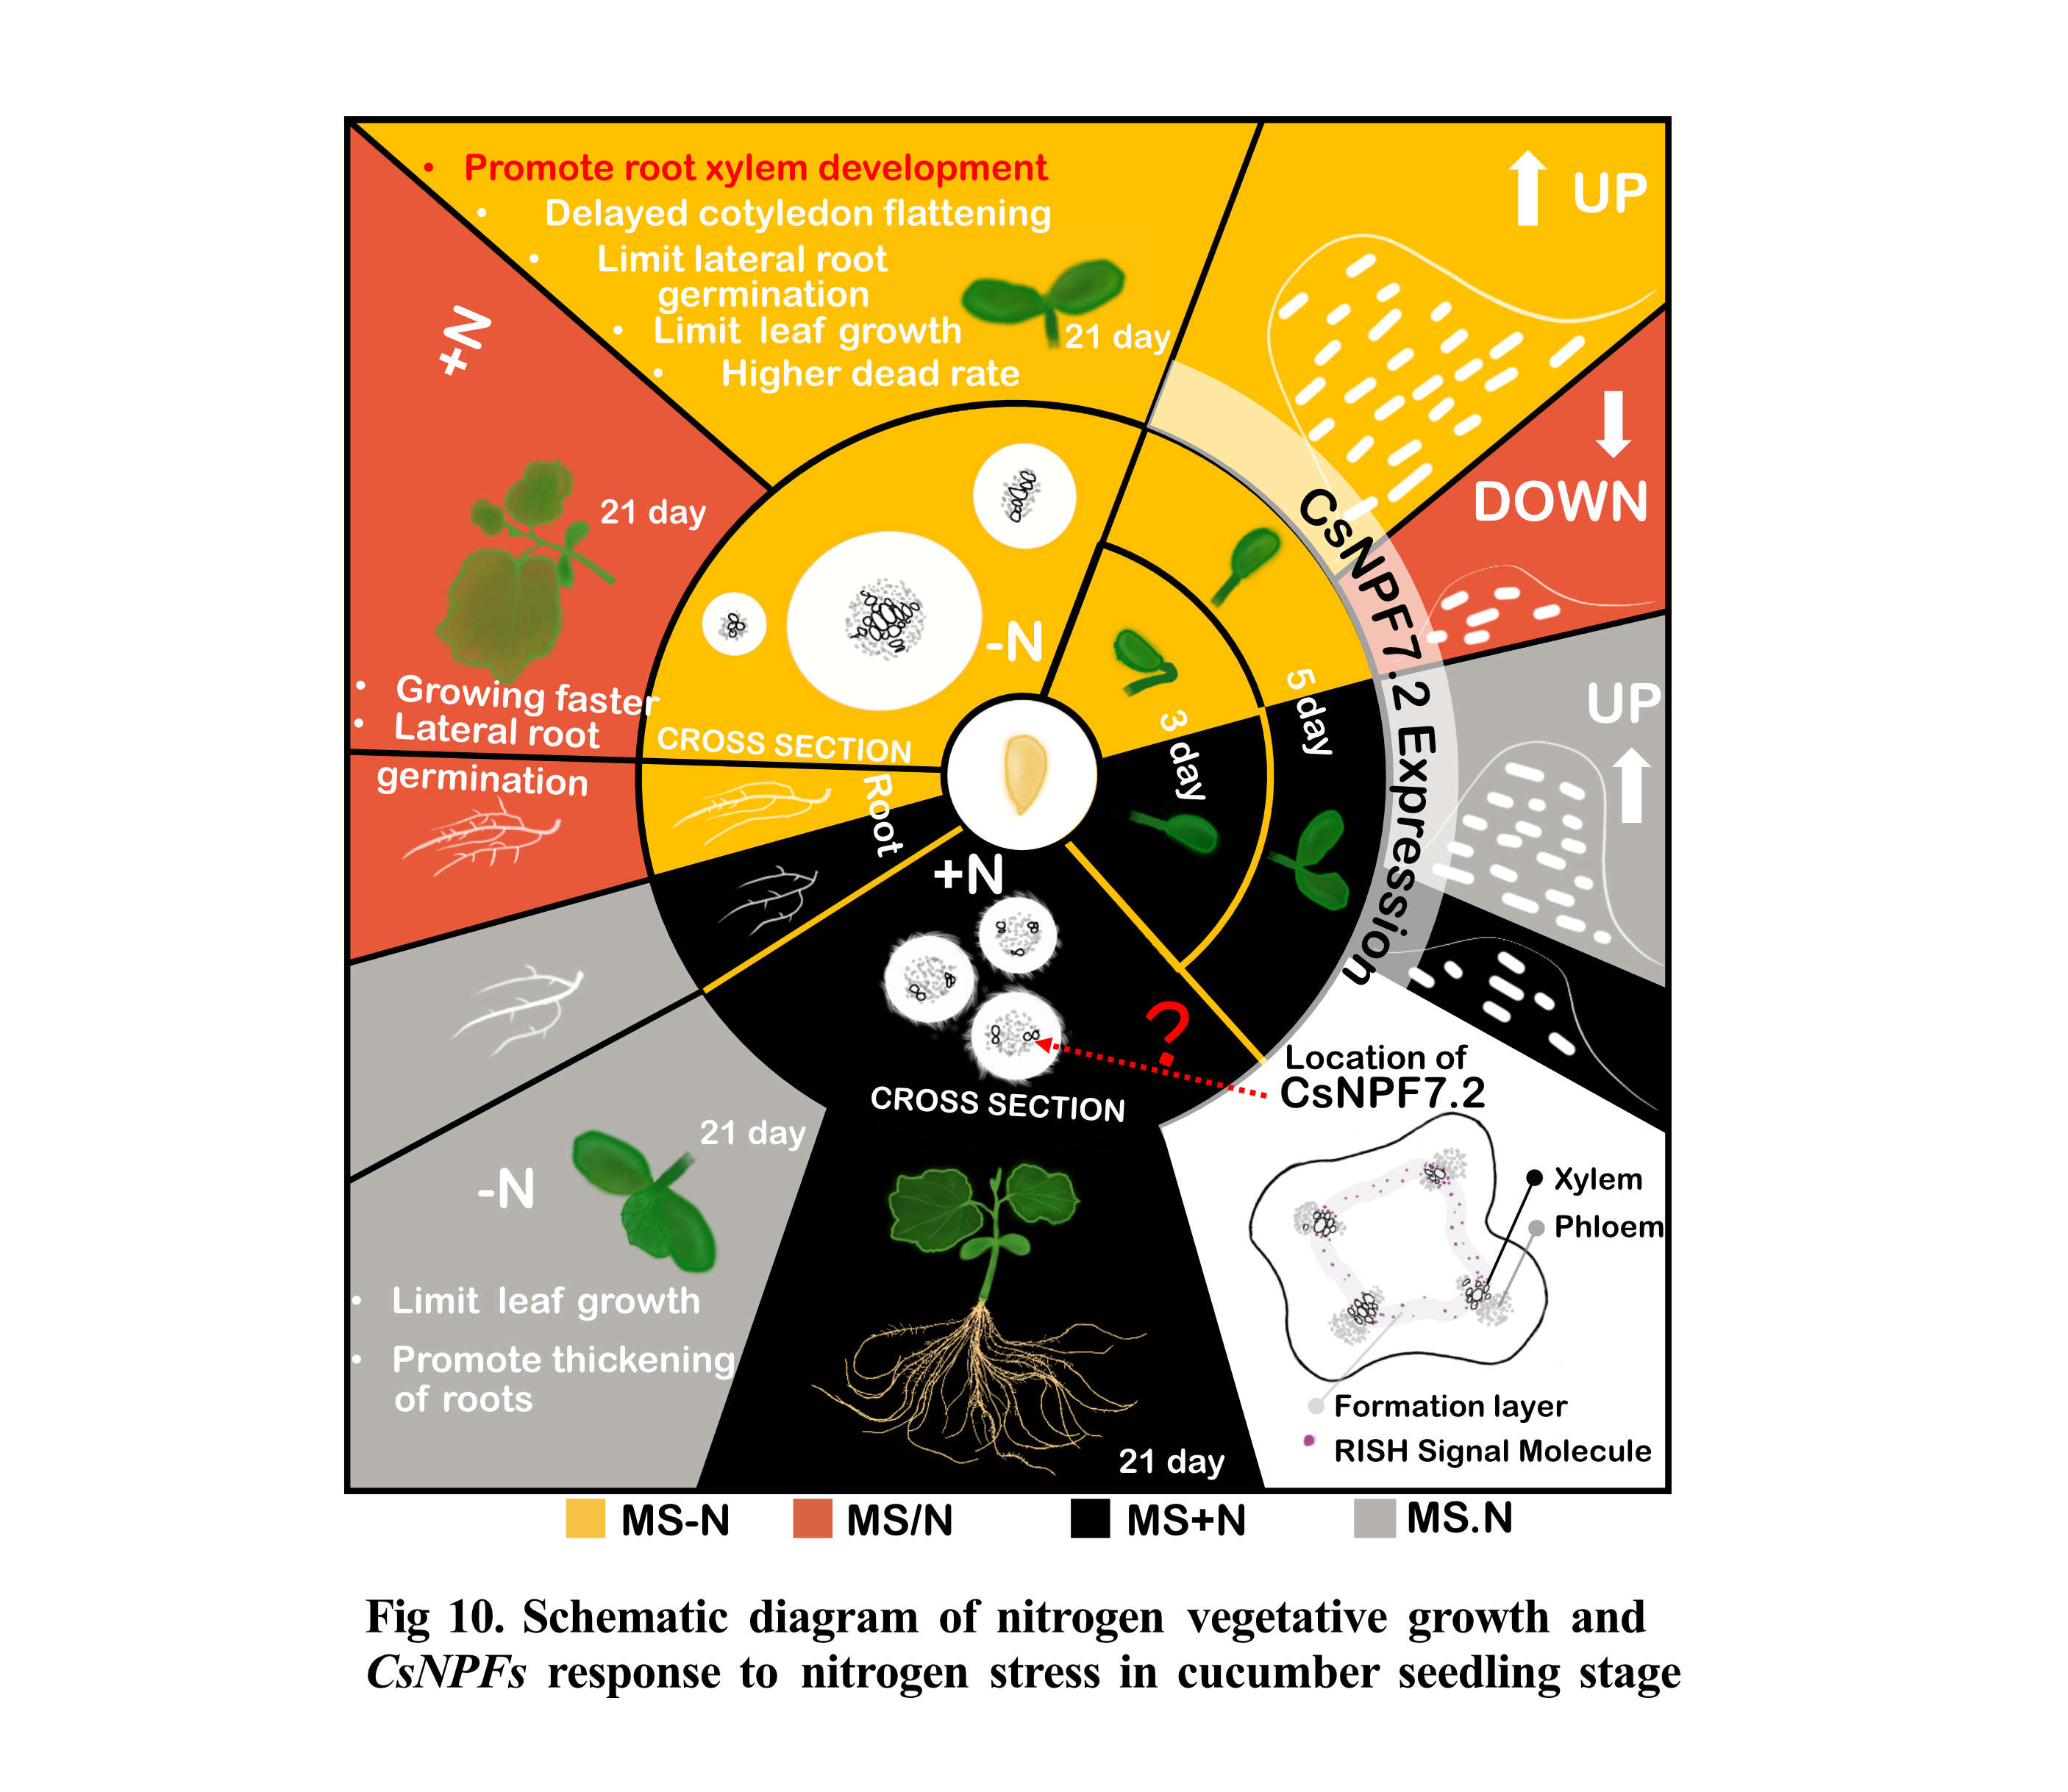 • Promote root xylem development
• Delayed cotyledon flattening
• Limit lateral root
germination
• Limit leaf growth
• Higher dead rate
21 day
UP
DOWN
UP
+N
21 day
• Growing faster
• Lateral root
germination
-N
CROSS SECTION
Root
3 day
5 day
CsNPF7.2 Expression
+N
CROSS SECTION
?
Location of
CsNPF7.2
Xylem
Phloem
Formation layer
RISH Signal Molecule
21 day
-N
• Limit leaf growth
• Promote thickening
of roots
21 day
MS-N MS/N MS+N MS.N
Fig 10. Schematic diagram of nitrogen vegetative growth and
CsNPFs response to nitrogen stress in cucumber seedling stage